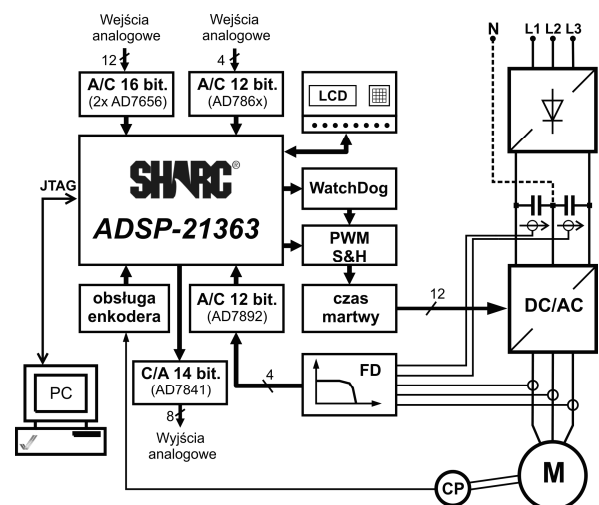 Wejścia
analogowe
12
Wejścia
analogowe
4
N
L1 L2 L3
A/C 16 bit.
(2x AD7656)
A/C 12 bit.
(AD786x)
LCD
JTAG
SHARC®
ADSP-21363
WatchDog
PWM
S&H
obsługa
enkodera
A/C 12 bit.
(AD7892)
czas
martwy
12
DC/AC
C/A 14 bit.
(AD7841)
4
FD
PC
8
Wyjścia
analogowe
CP
M